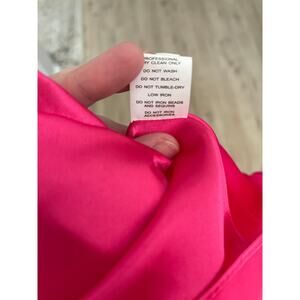 PROFESSIONAL
DRY CLEAN ONLY
DO NOT WASH
DO NOT BLEACH
DO NOT TUMBLE-DRY
LOW IRON
DO NOT IRON BEADS
AND SEQUINS
DO NOT IRON
ACCESSORIES